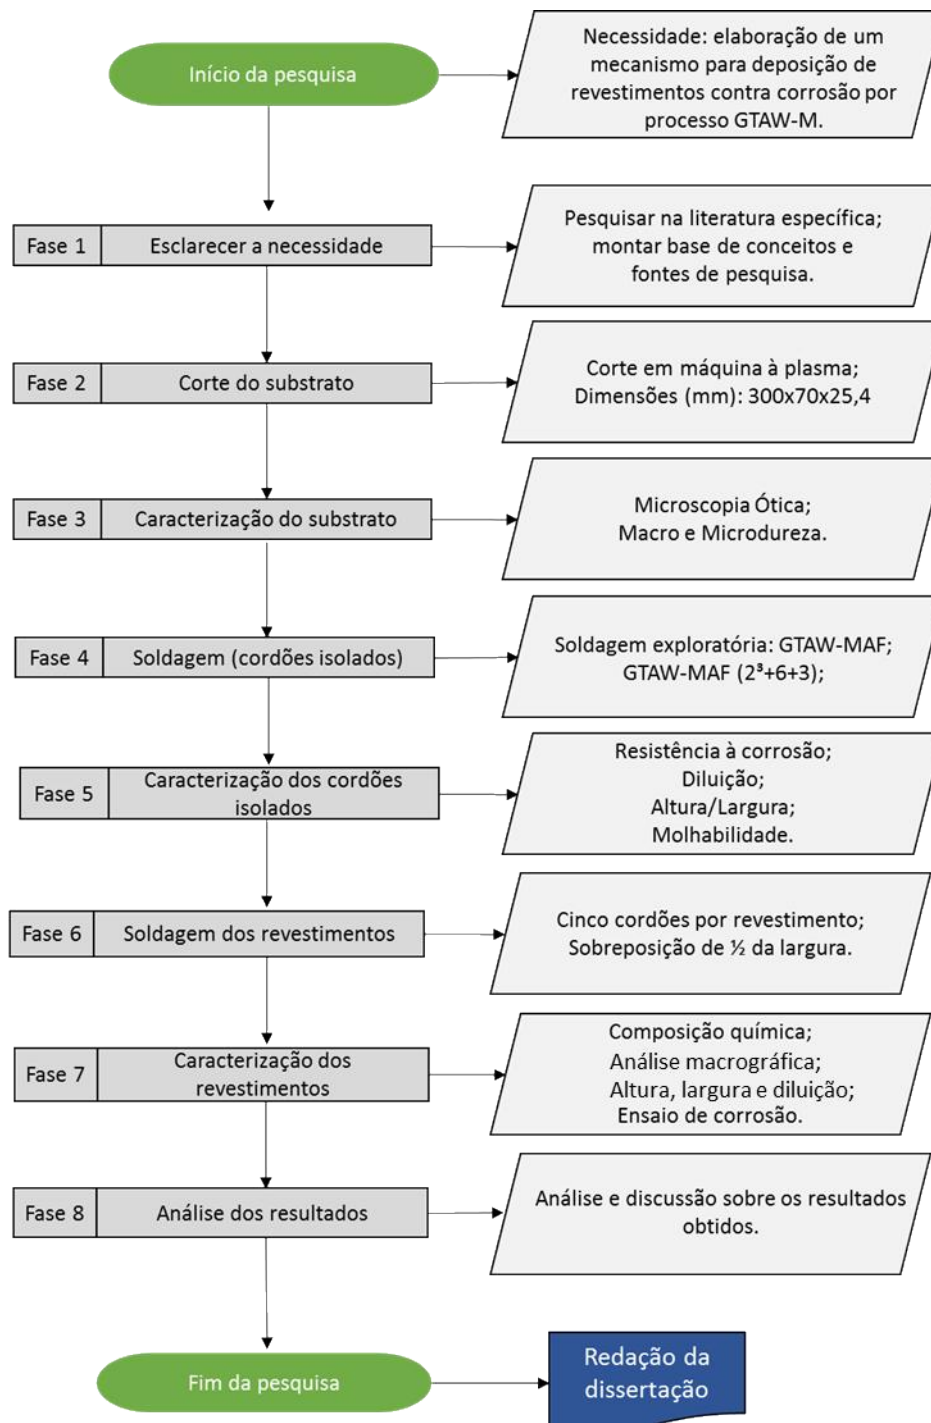 Início da pesquisa
Necessidade: elaboração de um
mecanismo para deposição de
revestimentos contra corrosão por
processo GTAW-M.
Fase 1
Esclarecer a necessidade
Pesquisar na literatura específica;
montar base de conceitos e
fontes de pesquisa.
Fase 2
Corte do substrato
Corte em máquina à plasma;
Dimensões (mm): 300x70x25,4
Fase 3
Caracterização do substrato
Microscopia Ótica;
Macro e Microdureza.
Fase 4
Soldagem (cordões isolados)
Soldagem exploratória: GTAW-MAF;
GTAW-MAF (2³+6+3);
Fase 5
Caracterização dos cordões
isolados
Resistência à corrosão;
Diluição;
Altura/Largura;
Molhabilidade.
Fase 6
Soldagem dos revestimentos
Cinco cordões por revestimento;
Sobreposição de ½ da largura.
Fase 7
Caracterização dos
revestimentos
Composição química;
Análise macrográfica;
Altura, largura e diluição;
Ensaio de corrosão.
Fase 8
Análise dos resultados
Análise e discussão sobre os resultados
obtidos.
Fim da pesquisa
Redação da
dissertação